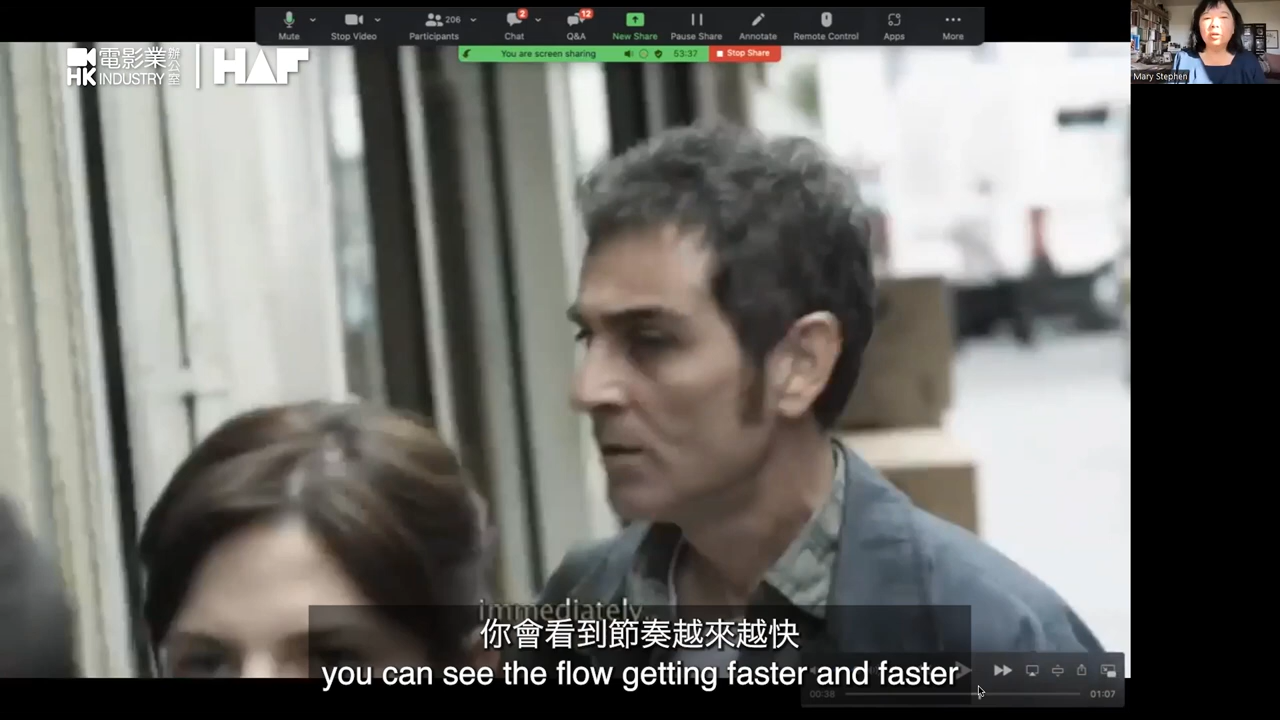 Mute
Stop Video
Participants
206
Chat
2
Q&A
12
New Share
Pause Share
Annotate
Remote Control
Apps
More
You are screen sharing
53:37
Stop Share
Mary Stephen
HK
電影業辦公室
INDUSTRY
HAF
immediately
你會看到節奏越來越快
you can see the flow getting faster and faster
00:38
01:07